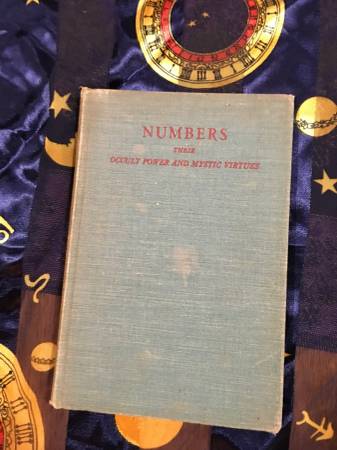 NUMBERS
THEIR
OCCULT POWER AND MYSTIC VIRTUES